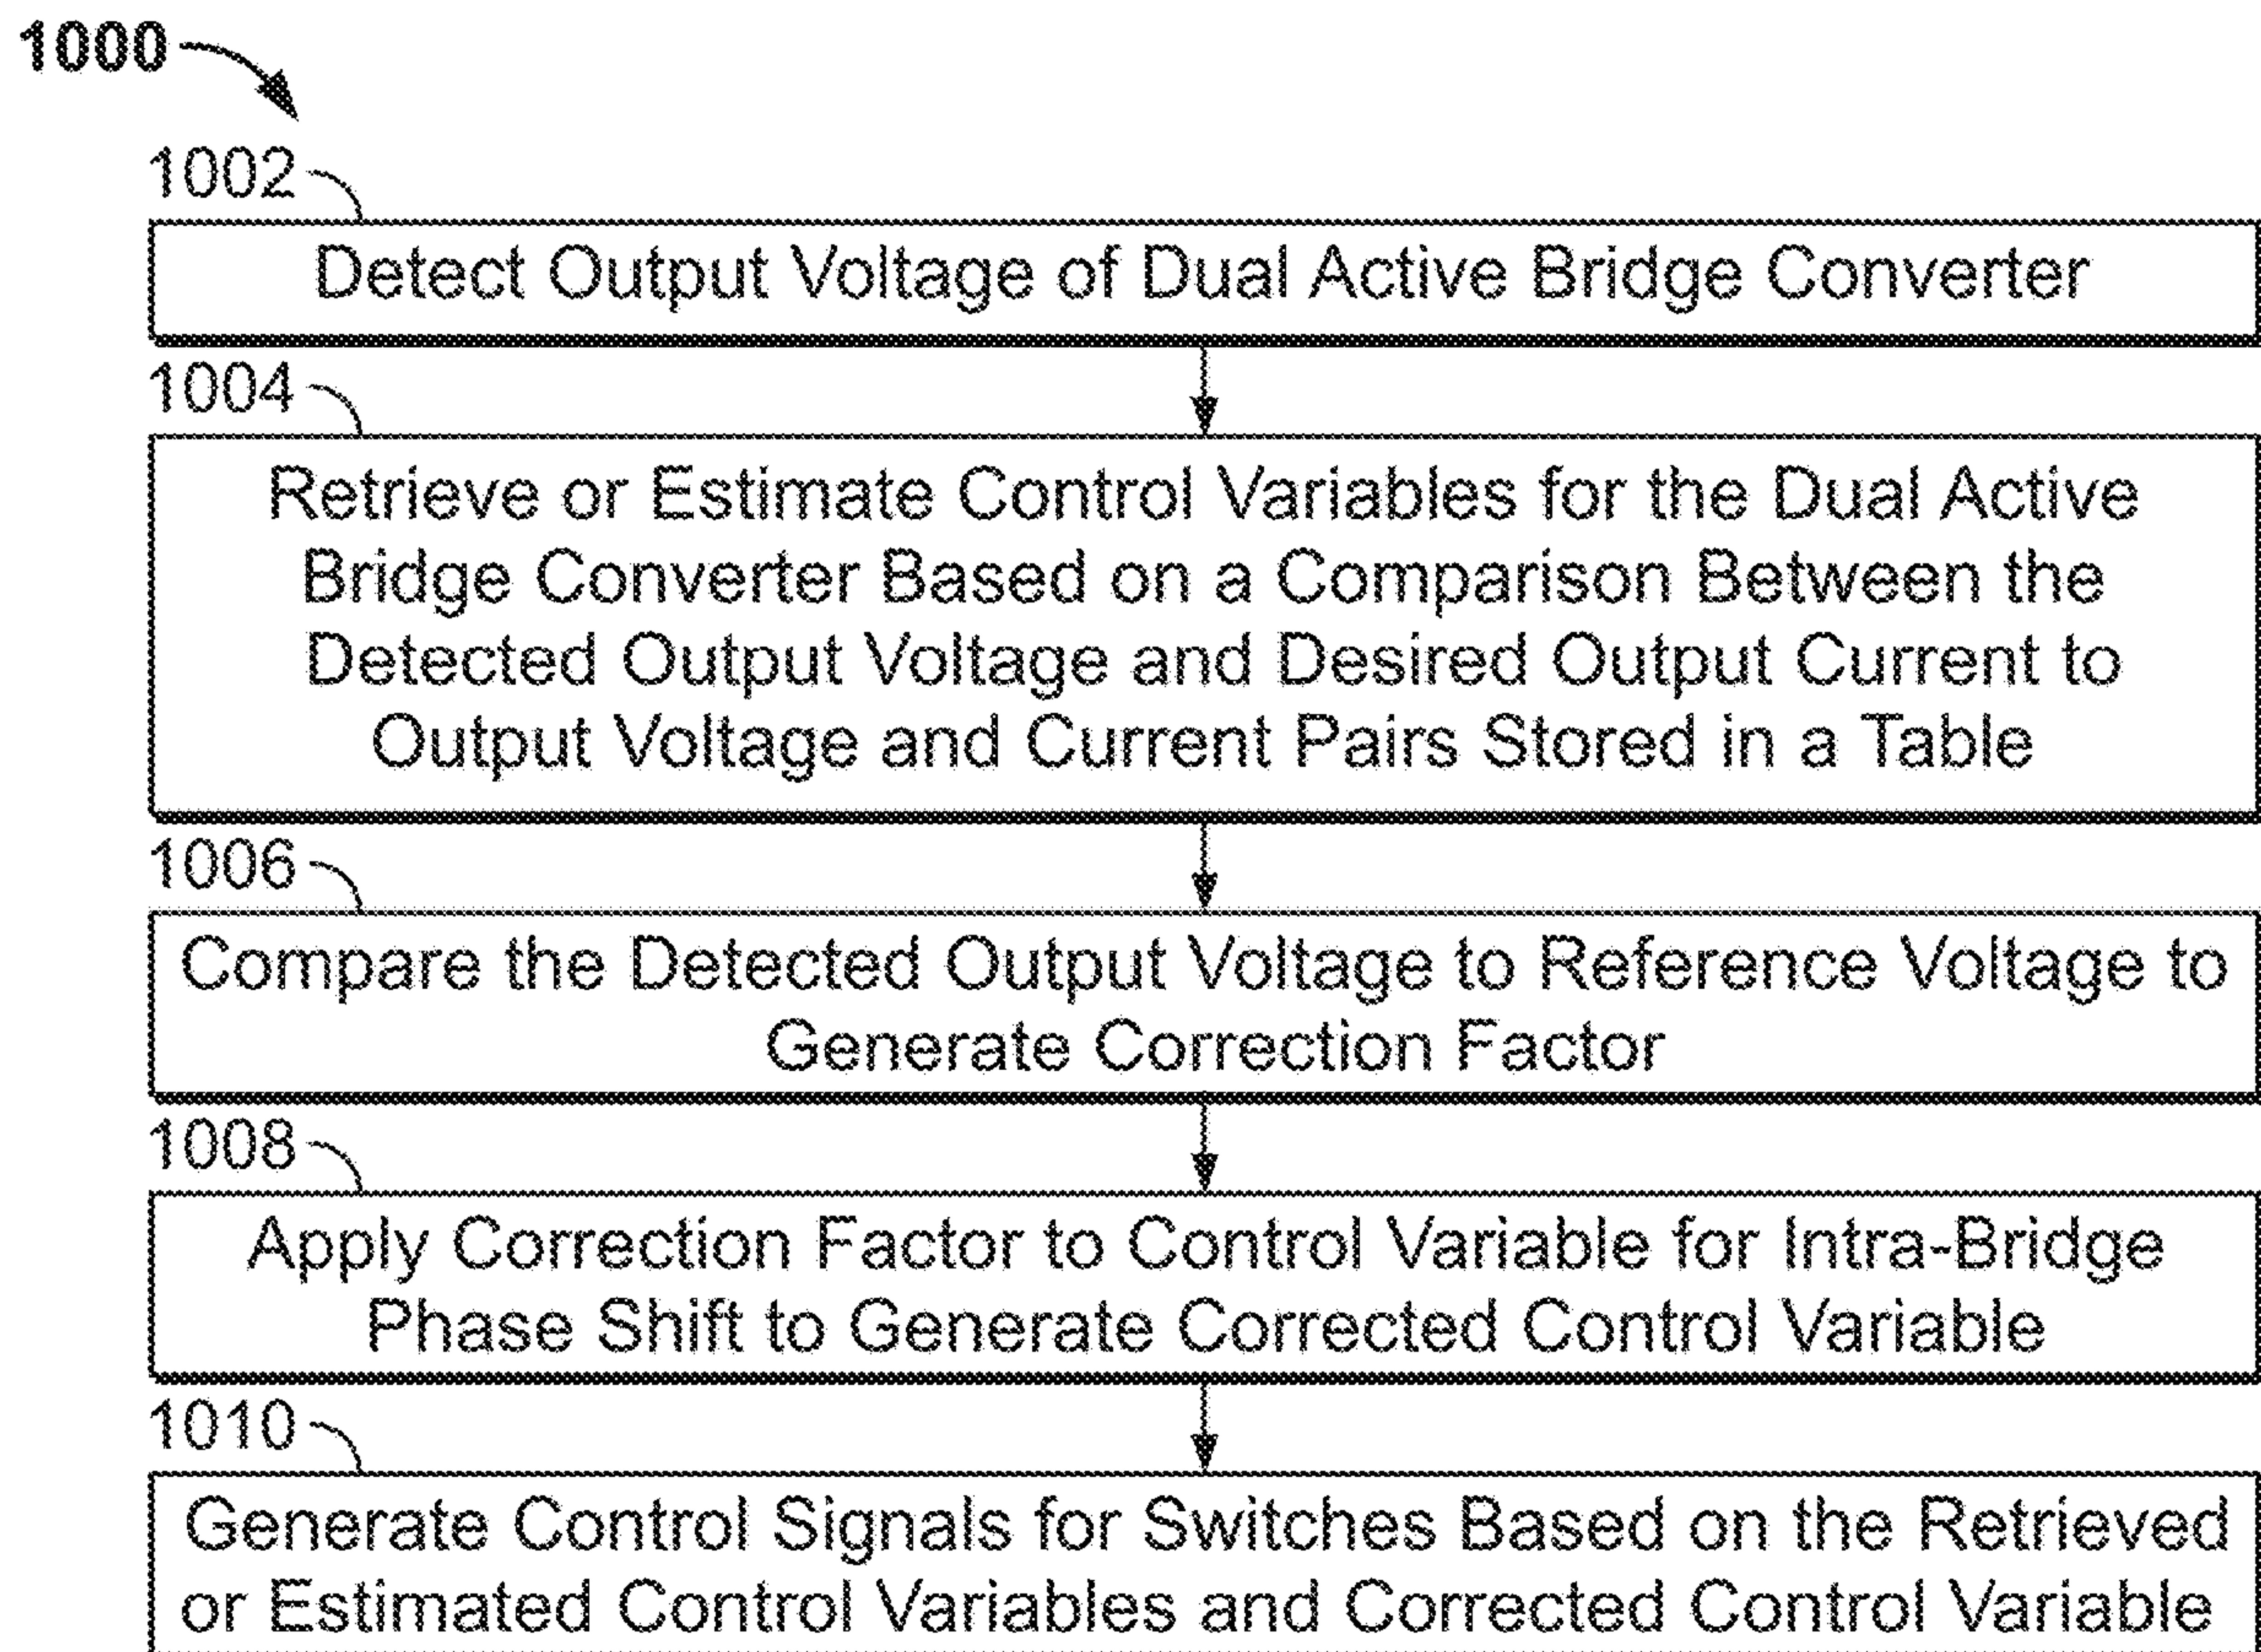 1000
1002
Detect Output Voltage of Dual Active Bridge Converter
1004
Retrieve or Estimate Control Variables for the Dual Active
Bridge Converter Based on a Comparison Between the
Detected Output Voltage and Desired Output Current to
Output Voltage and Current Pairs Stored in a Table
1006
Compare the Detected Output Voltage to Reference Voltage to
Generate Correction Factor
1008
Apply Correction Factor to Control Variable for Intra-Bridge
Phase Shift to Generate Corrected Control Variable
1010
Generate Control Signals for Switches Based on the Retrieved
or Estimated Control Variables and Corrected Control Variable